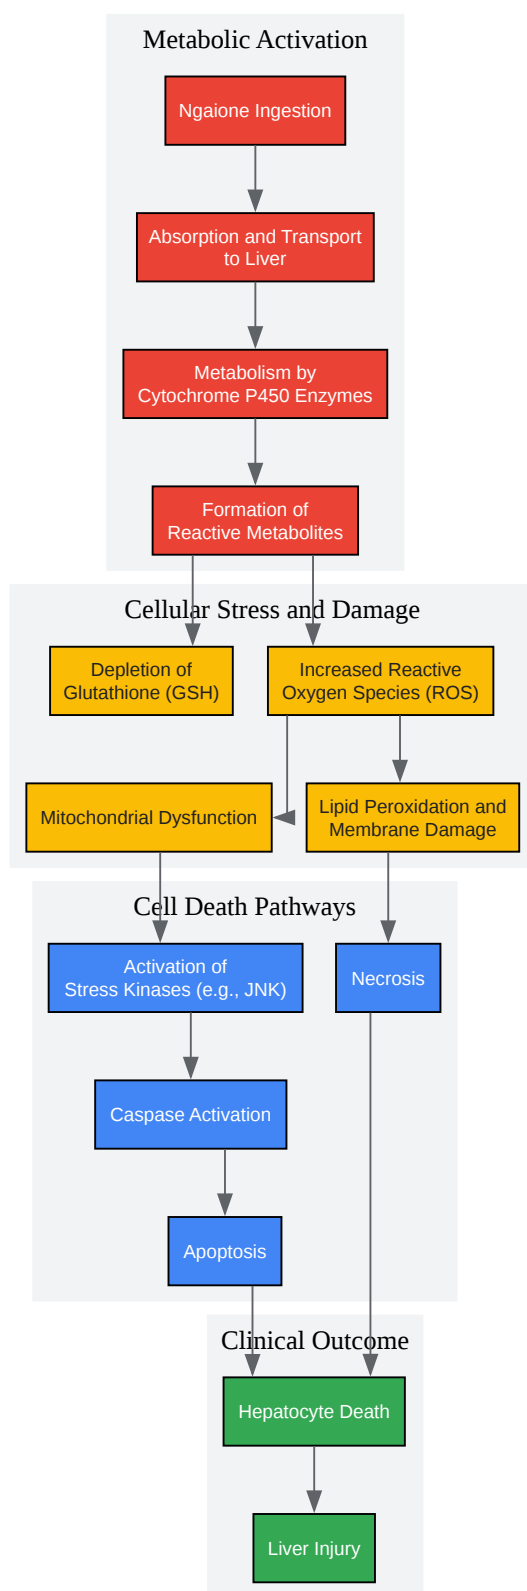 Metabolic Activation
Ngaione Ingestion
Absorption and Transport
to Liver
Metabolism by
Cytochrome P450 Enzymes
Formation of
Reactive Metabolites
Cellular Stress and Damage
Depletion of
Glutathione (GSH)
Increased Reactive
Oxygen Species (ROS)
Mitochondrial Dysfunction
Lipid Peroxidation and
Membrane Damage
Cell Death Pathways
Activation of
Stress Kinases (e.g., JNK)
Necrosis
Caspase Activation
Apoptosis
Clinical Outcome
Hepatocyte Death
Liver Injury